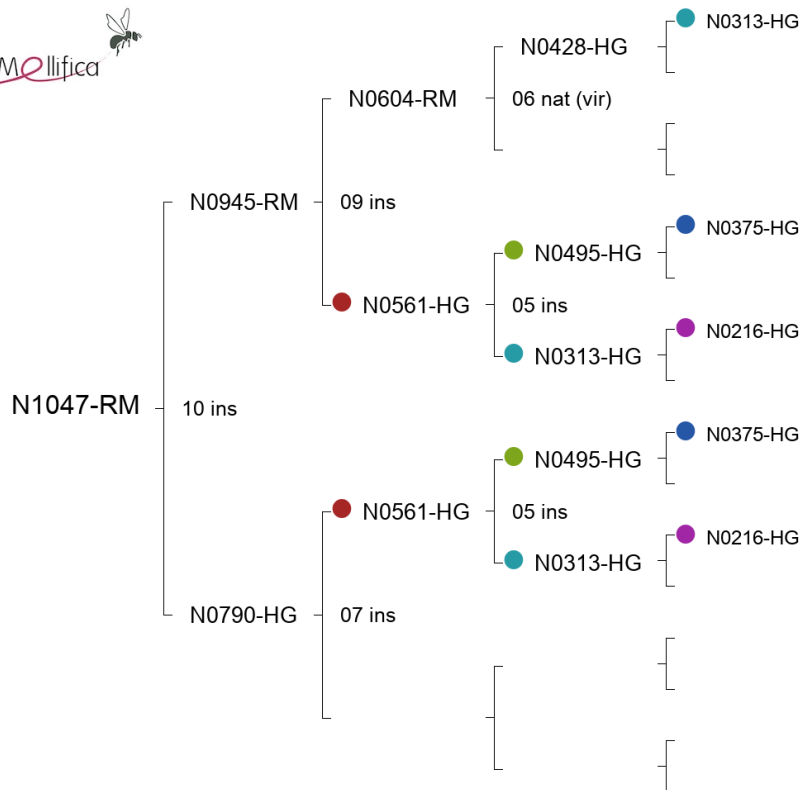 Mellifica
N0313-HG
N0428-HG
N0604-RM
06 nat (vir)
N0945-RM
09 ins
N0375-HG
N0495-HG
N0561-HG
05 ins
N0216-HG
N0313-HG
N1047-RM
10 ins
N0375-HG
N0495-HG
N0561-HG
05 ins
N0216-HG
N0313-HG
N0790-HG
07 ins